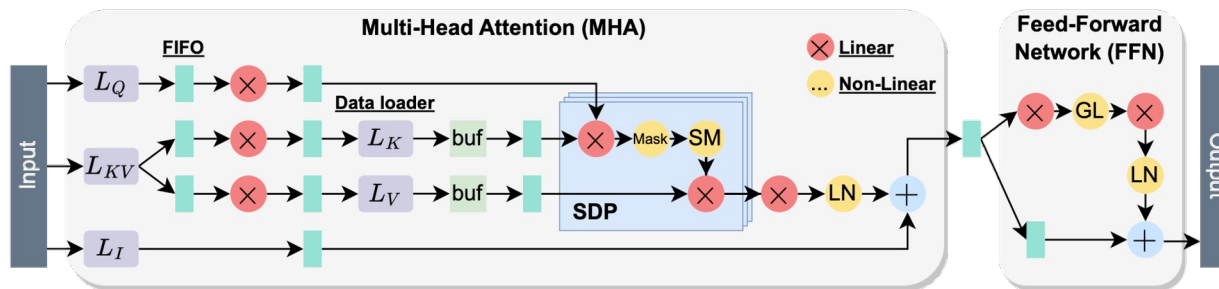 Multi-Head Attention (MHA)
Feed-Forward
Network (FFN)
Input
FIFO
× Linear
... Non-Linear
L_Q
×
Data loader
L_KV
×
L_K
buf
×
Mask
SM
×
L_V
buf
×
×
LN
+
SDP
L_I
×
GL
×
LN
+
Output